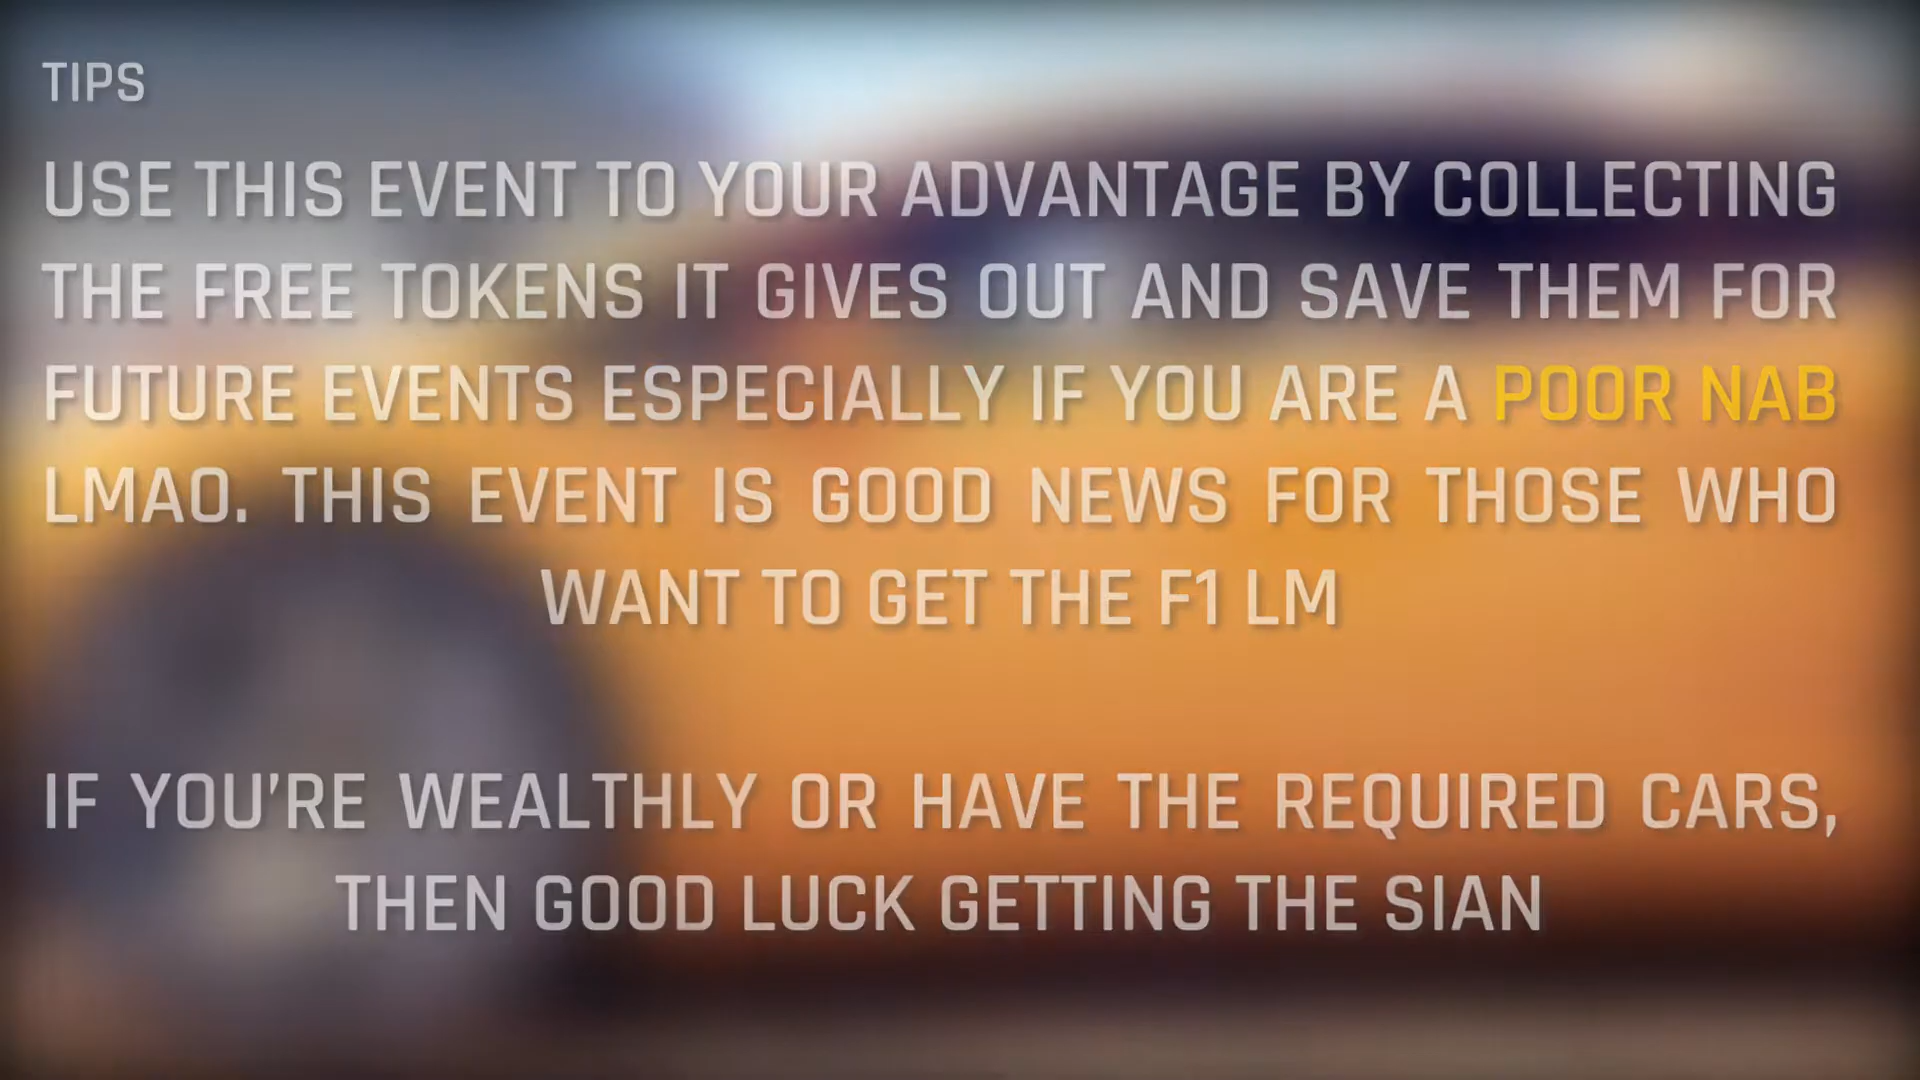 TIPS
USE THIS EVENT TO YOUR ADVANTAGE BY COLLECTING
THE FREE TOKENS IT GIVES OUT AND SAVE THEM FOR
FUTURE EVENTS ESPECIALLY IF YOU ARE A POOR NAB
LMAO. THIS EVENT IS GOOD NEWS FOR THOSE WHO
WANT TO GET THE F1 LM
IF YOU'RE WEALTHLY OR HAVE THE REQUIRED CARS,
THEN GOOD LUCK GETTING THE SIAN